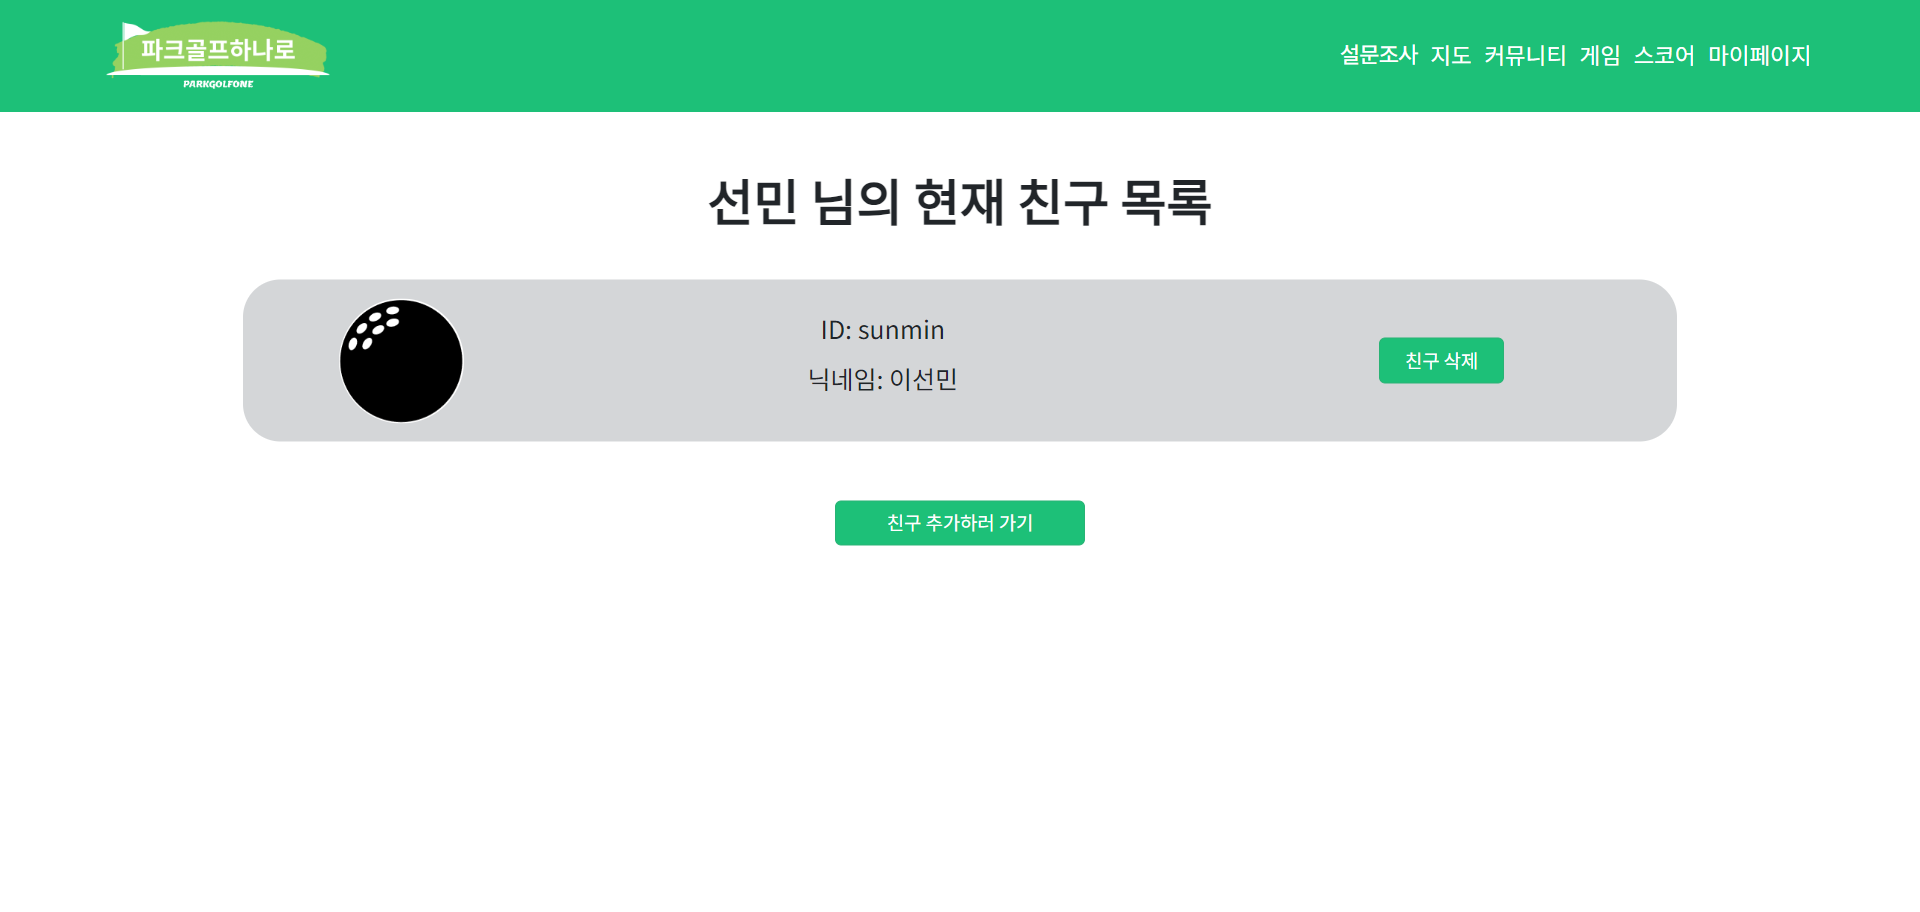 파크골프하나로
PARKGOLFONE
설문조사 지도 커뮤니티 게임 스코어 마이페이지
선민 님의 현재 친구 목록
ID: sunmin
닉네임: 이선민
친구 삭제
친구 추가하러 가기